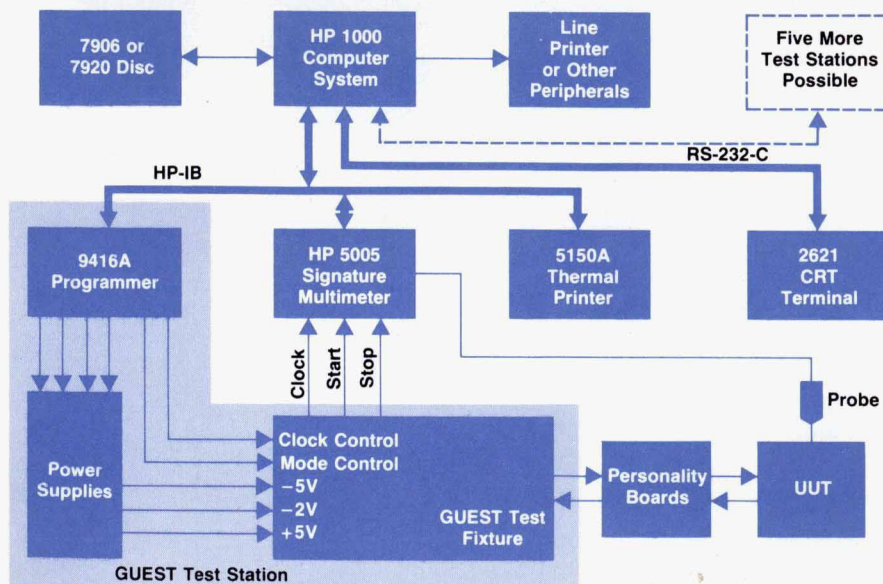 7906 or
7920 Disc
HP 1000
Computer
System
Line
Printer
or Other
Peripherals
Five More
Test Stations
Possible
RS-232-C
HP-IB
9416A
Programmer
HP 5005
Signature
Multimeter
5150A
Thermal
Printer
2621
CRT
Terminal
Clock
Start
Stop
Probe
Power
Supplies
Clock Control
Mode Control
−5V
−2V
+5V
GUEST Test
Fixture
Personality
Boards
UUT
GUEST Test Station